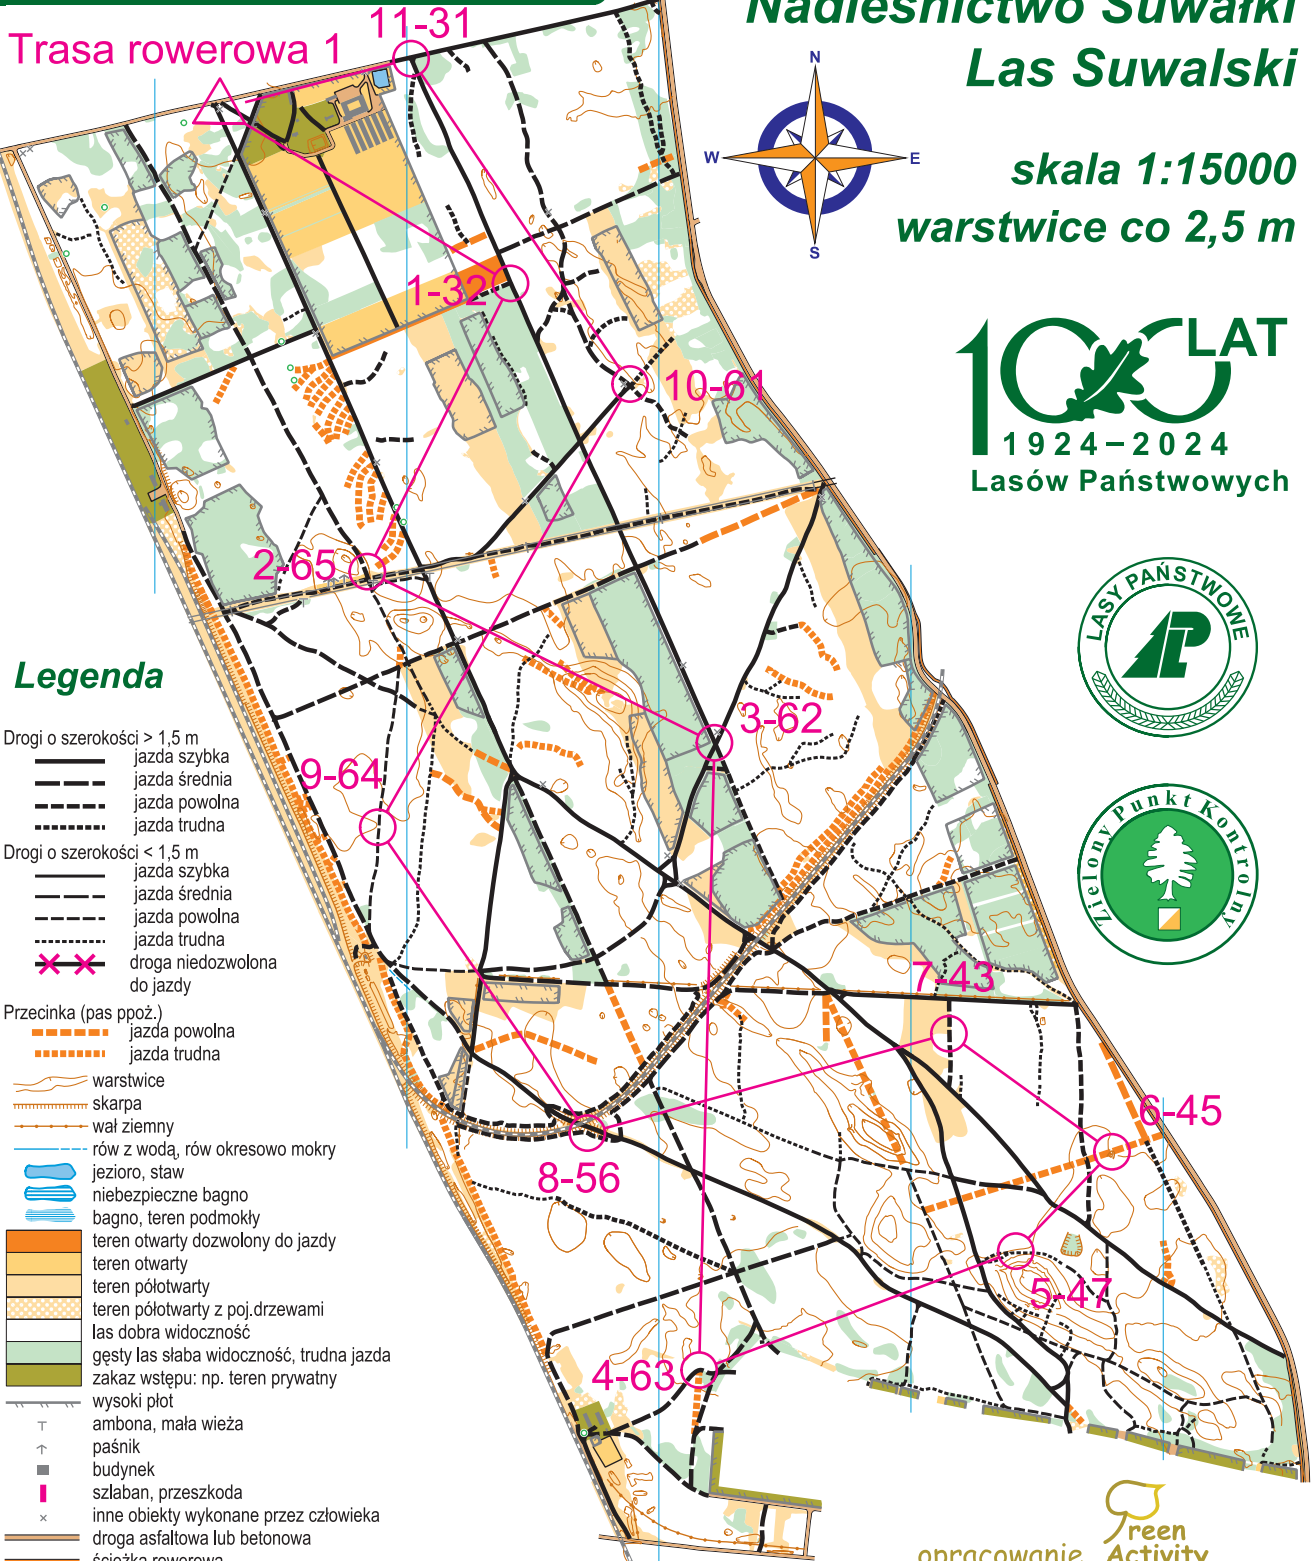 Nadleśnictwo Suwałki
Las Suwalski
skala 1:15000
warstwice co 2,5 m
Trasa rowerowa 1
11-31
1-32
10-61
2-65
3-62
9-64
7-43
6-45
8-56
5-47
4-63
N
W
E
S
100 LAT
1924–2024
Lasów Państwowych
LASY PAŃSTWOWE
Zielony Punkt Kontrolny
Legenda
Drogi o szerokości > 1,5 m
jazda szybka
jazda średnia
jazda powolna
jazda trudna
Drogi o szerokości < 1,5 m
jazda szybka
jazda średnia
jazda powolna
jazda trudna
droga niedozwolona
do jazdy
Przecinka (pas ppoż.)
jazda powolna
jazda trudna
warstwice
skarpa
wał ziemny
rów z wodą, rów okresowo mokry
jezioro, staw
niebezpieczne bagno
bagno, teren podmokły
teren otwarty dozwolony do jazdy
teren otwarty
teren półotwarty
teren półotwarty z poj.drzewami
las dobra widoczność
gęsty las słaba widoczność, trudna jazda
zakaz wstępu: np. teren prywatny
wysoki płot
ambona, mała wieża
paśnik
budynek
szlaban, przeszkoda
inne obiekty wykonane przez człowieka
droga asfaltowa lub betonowa
ścieżka rowerowa
opracowanie
Green
Activity